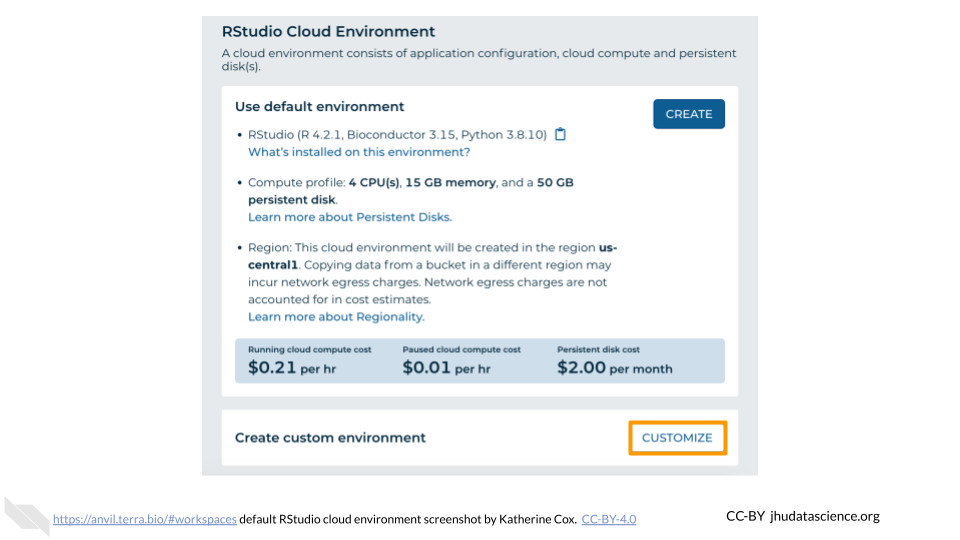 RStudio Cloud Environment
A cloud environment consists of application configuration, cloud compute and persistent
disk(s).
Use default environment
CREATE
• RStudio (R 4.2.1, Bioconductor 3.15, Python 3.8.10)
What's installed on this environment?
• Compute profile: 4 CPU(s), 15 GB memory, and a 50 GB
persistent disk.
Learn more about Persistent Disks.
• Region: This cloud environment will be created in the region us-
central1. Copying data from a bucket in a different region may
incur network egress charges. Network egress charges are not
accounted for in cost estimates.
Learn more about Regionality.
Running cloud compute cost
$0.21 per hr
Paused cloud compute cost
$0.01 per hr
Persistent disk cost
$2.00 per month
Create custom environment
CUSTOMIZE
https://anvil.terra.bio/#workspaces default RStudio cloud environment screenshot by Katherine Cox. CC-BY-4.0
CC-BY jhudatascience.org